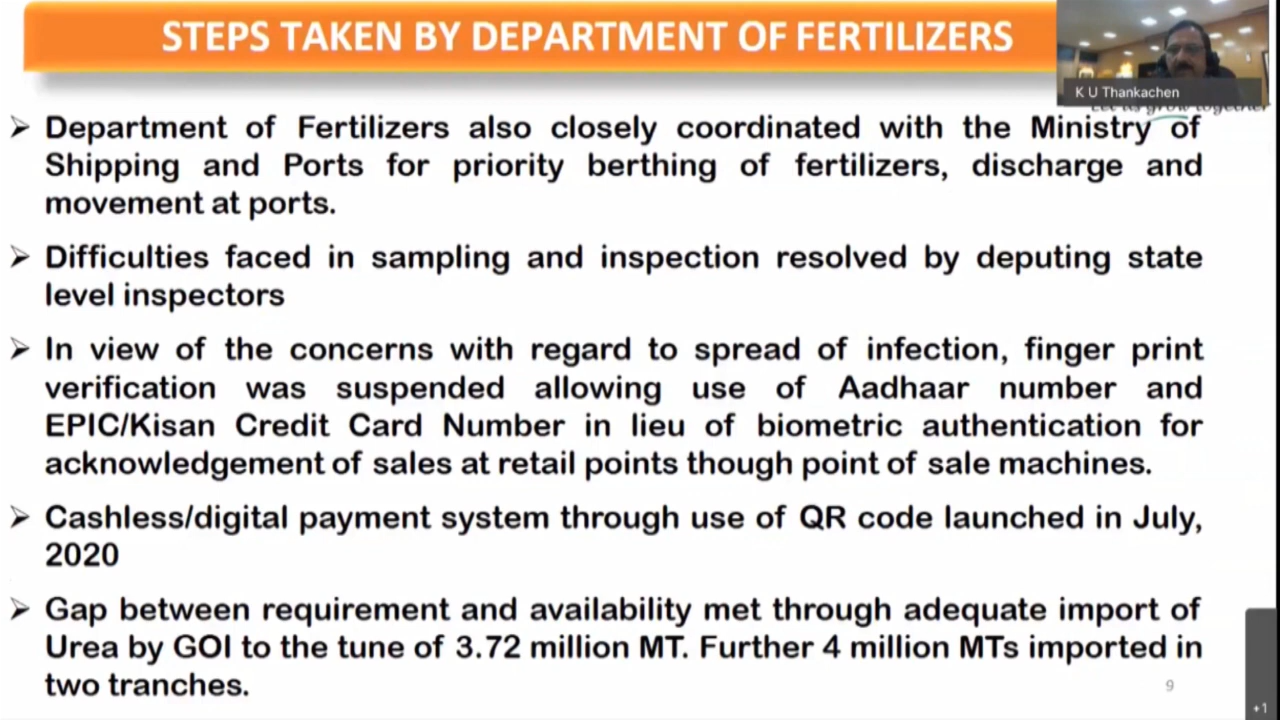 STEPS TAKEN BY DEPARTMENT OF FERTILIZERS
K U Thankachen
Let us grow together
➢ Department of Fertilizers also closely coordinated with the Ministry of
Shipping and Ports for priority berthing of fertilizers, discharge and
movement at ports.
➢ Difficulties faced in sampling and inspection resolved by deputing state
level inspectors
➢ In view of the concerns with regard to spread of infection, finger print
verification was suspended allowing use of Aadhaar number and
EPIC/Kisan Credit Card Number in lieu of biometric authentication for
acknowledgement of sales at retail points though point of sale machines.
➢ Cashless/digital payment system through use of QR code launched in July,
2020
➢ Gap between requirement and availability met through adequate import of
Urea by GOI to the tune of 3.72 million MT. Further 4 million MTs imported in
two tranches.
9
+1